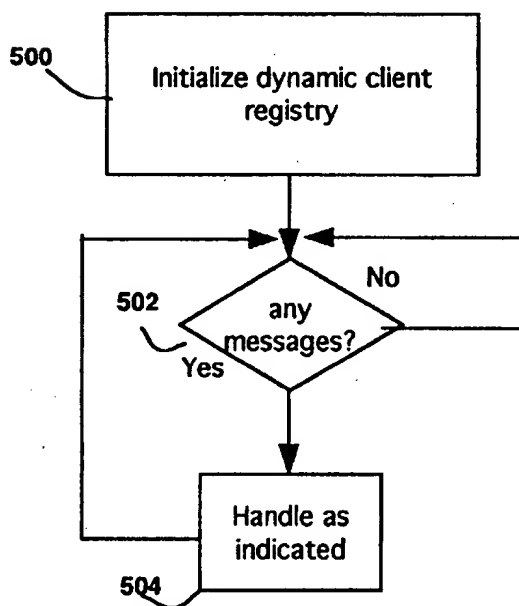 500
Initialize dynamic client
registry
No
502
any
messages?
Yes
Handle as
indicated
504